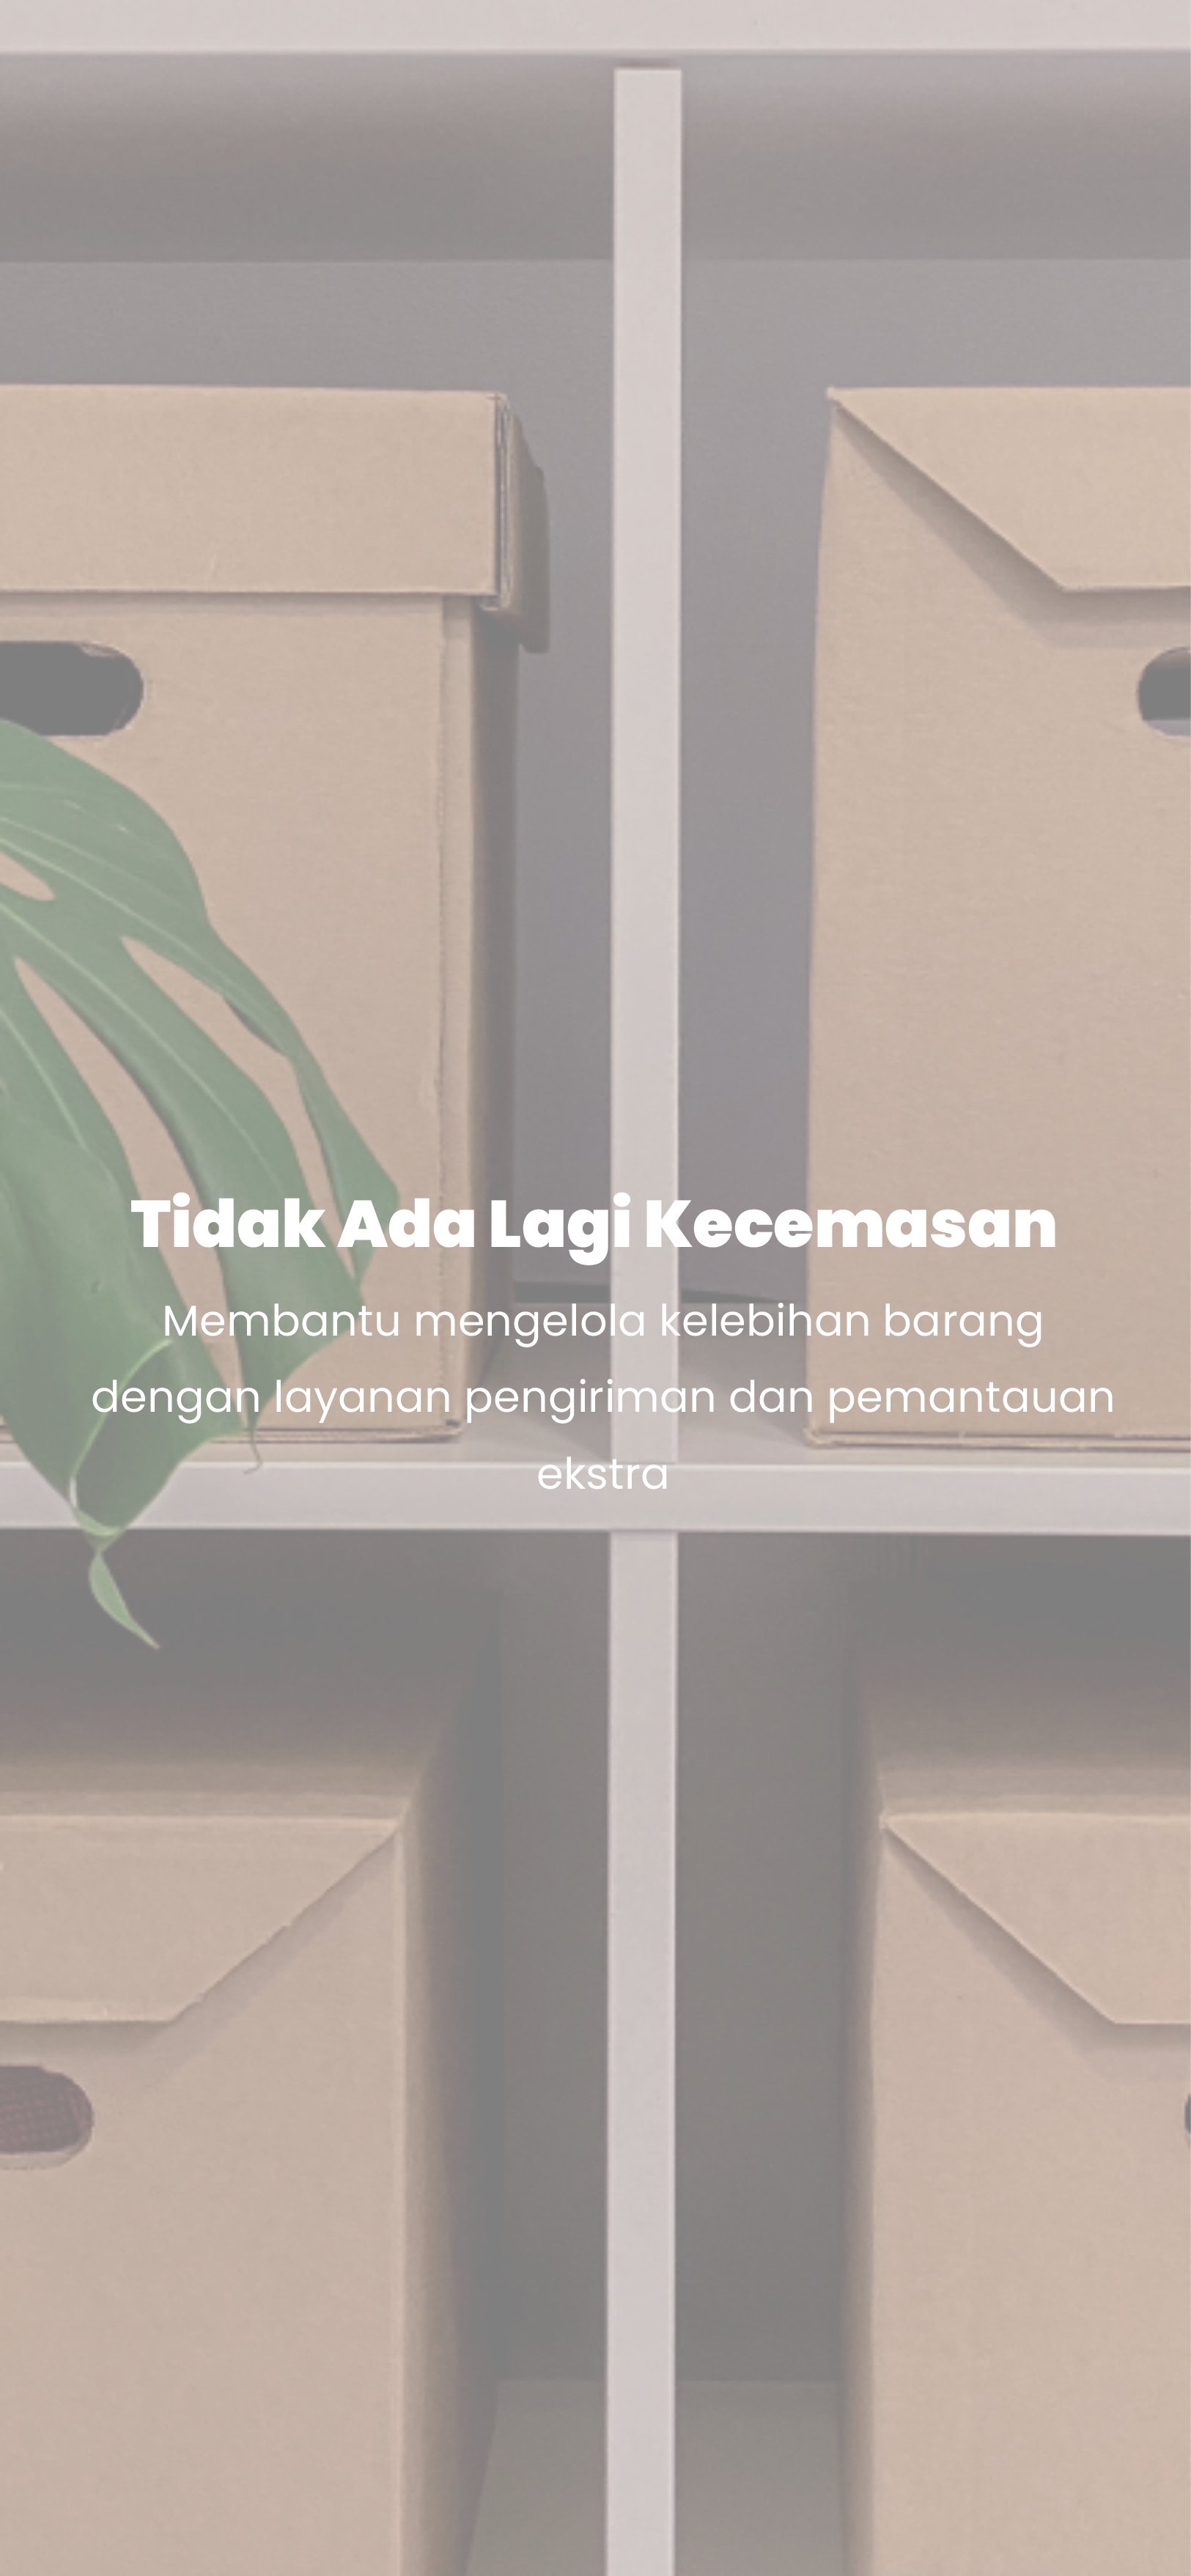 Tidak Ada Lagi Kecemasan
Membantu mengelola kelebihan barang
dengan layanan pengiriman dan pemantauan
ekstra